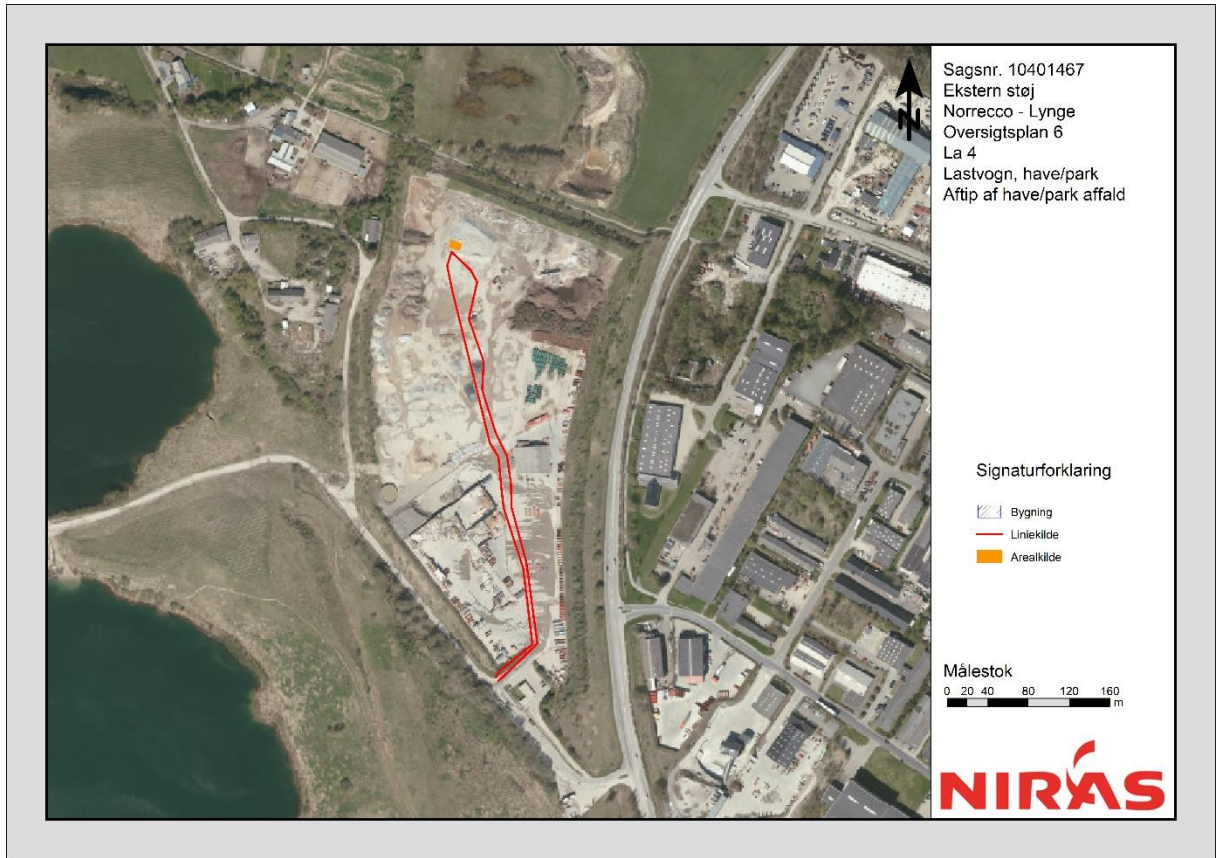 N
Sagsnr. 10401467
Ekstern støj
Norrecco - Lynge
Oversigtsplan 6
La 4
Lastvogn, have/park
Aftip af have/park affald
Signaturforklaring
Bygning
Liniekilde
Arealkilde
Målestok
0 20 40 80 120 160
m
NIRAS